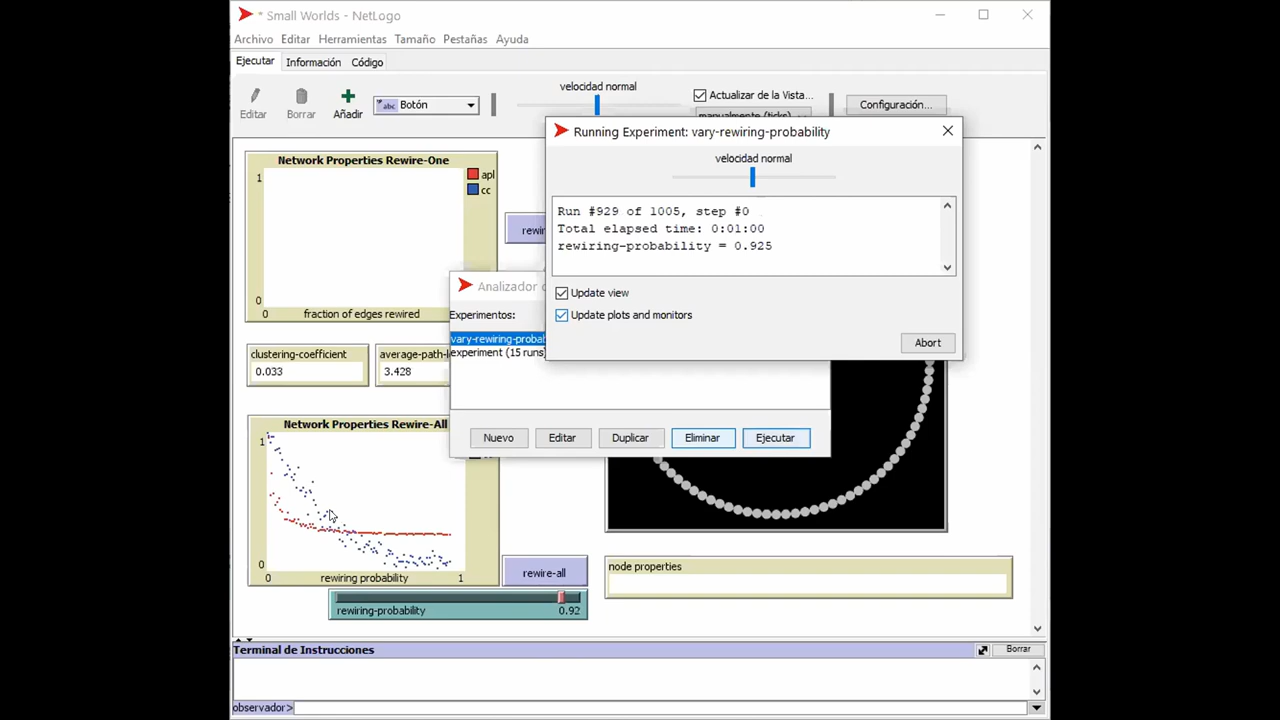 * Small Worlds - NetLogo
Archivo Editar Herramientas Tamaño Pestañas Ayuda
Ejecutar Información Código
velocidad normal
Actualizar de la Vista...
Editar Borrar Añadir
abc Botón
manualmente (ticks)
Configuración...
Running Experiment: vary-rewiring-probability
velocidad normal
Run #929 of 1005, step #0
Total elapsed time: 0:01:00
rewiring-probability = 0.925
Update view
Update plots and monitors
Abort
Network Properties Rewire-One
1
apl
cc
0
0
fraction of edges rewired
Experimentos:
experiment (15 runs)
Nuevo Editar Duplicar Eliminar Ejecutar
clustering-coefficient
0.033
3.428
Network Properties Rewire-All
1
0
0 rewiring probability 1
rewire-all
rewiring-probability 0.92
node properties
Terminal de Instrucciones
Borrar
observador>